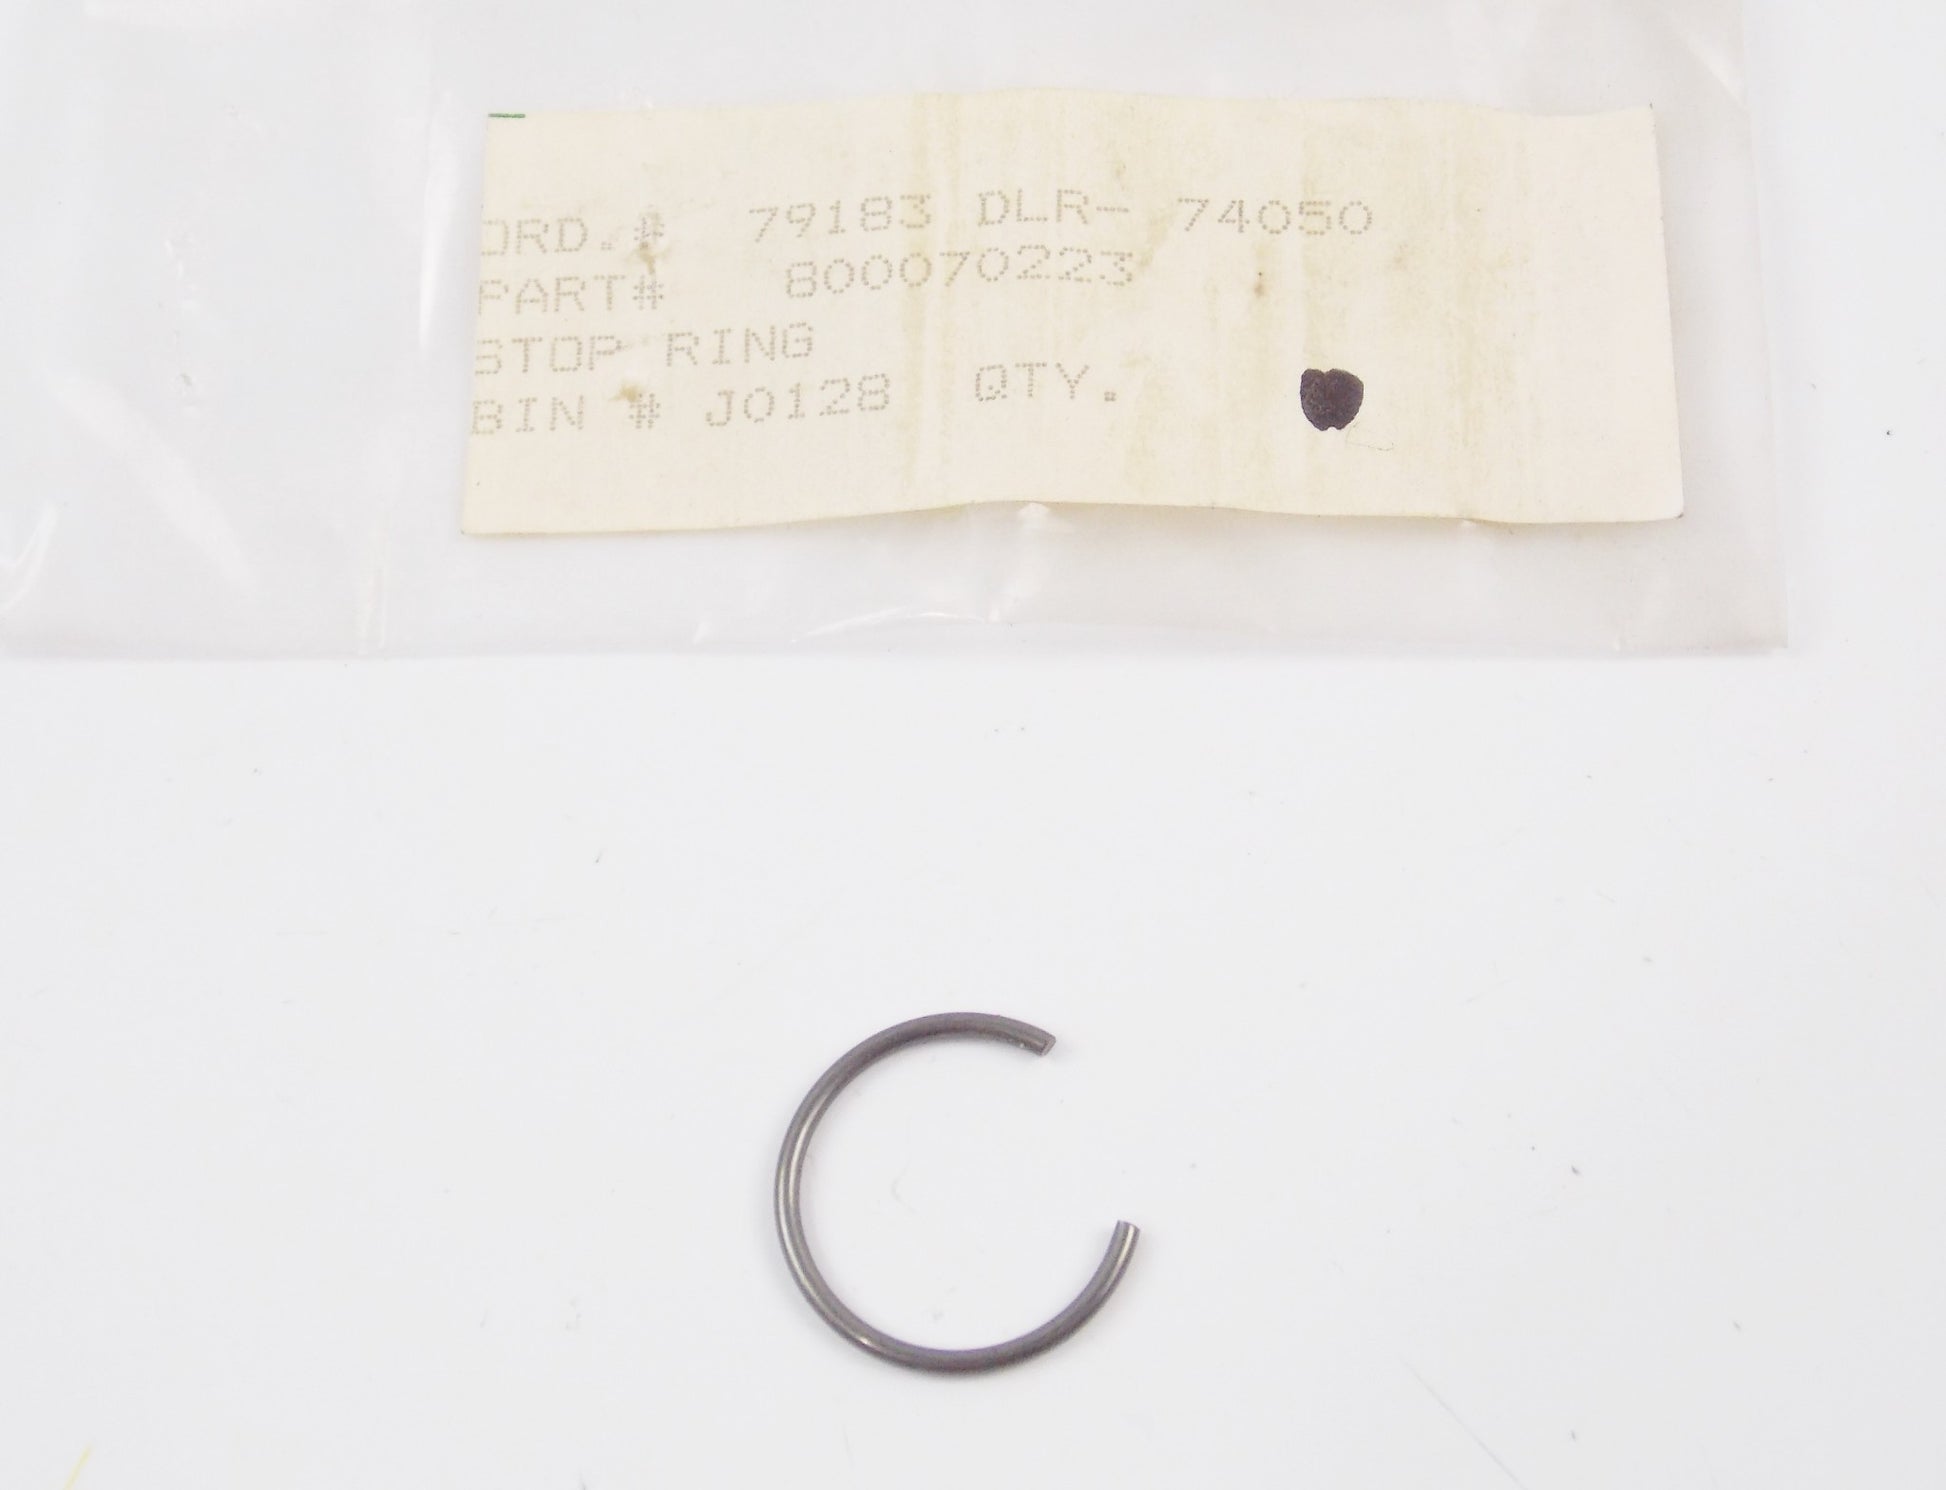 ORD.# 79183 DLR- 74050
PART# 800070223
STOP RING
BIN # J0128 QTY.